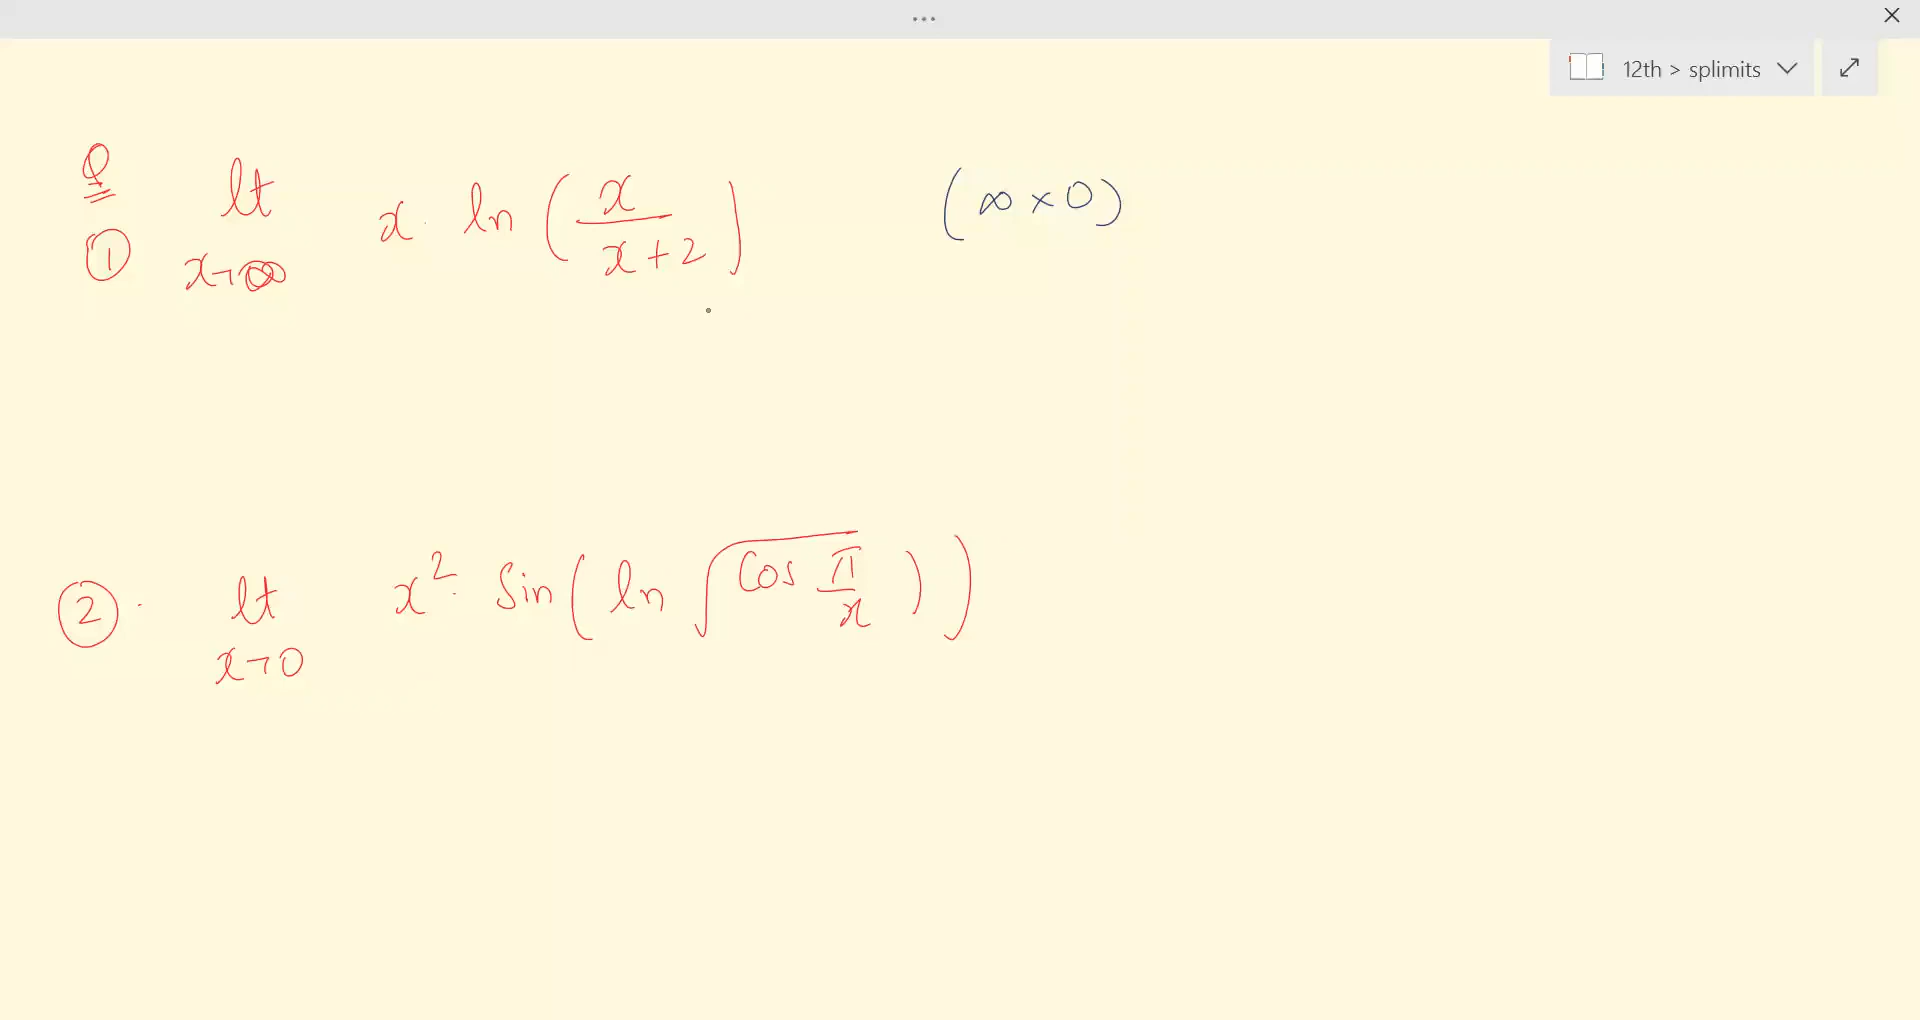 12th > splimits
Q
① lt x→∞ x · ln(x/(x+2)) (∞ × 0)
② · lt x→0 x² · Sin(ln √(Cos π/x)))